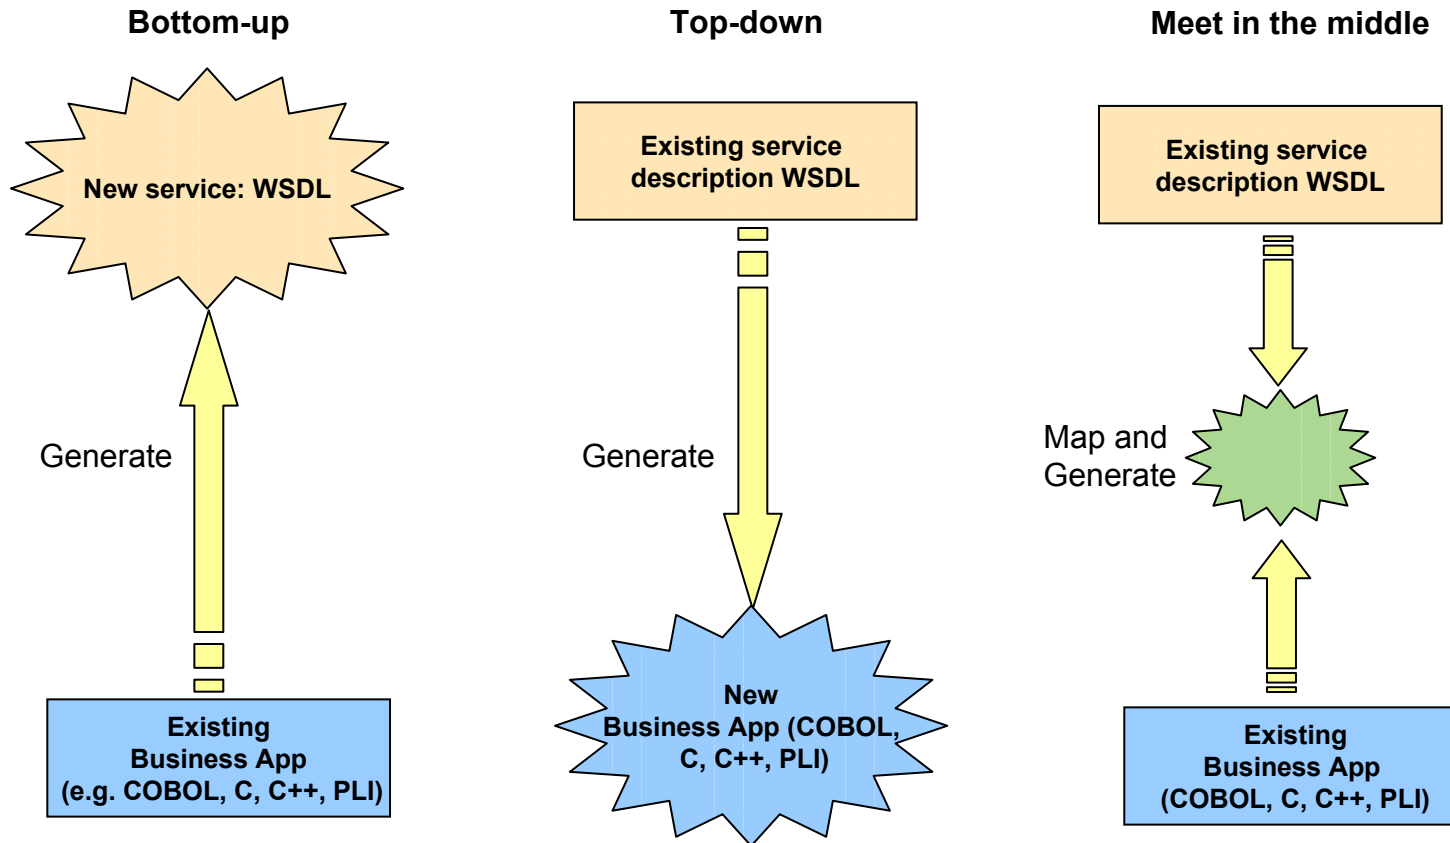 Bottom-up
New service: WSDL
Generate
Existing
Business App
(e.g. COBOL, C, C++, PLI)
Top-down
Existing service
description WSDL
Generate
New
Business App (COBOL,
C, C++, PLI)
Meet in the middle
Existing service
description WSDL
Map and
Generate
Existing
Business App
(COBOL, C, C++, PLI)